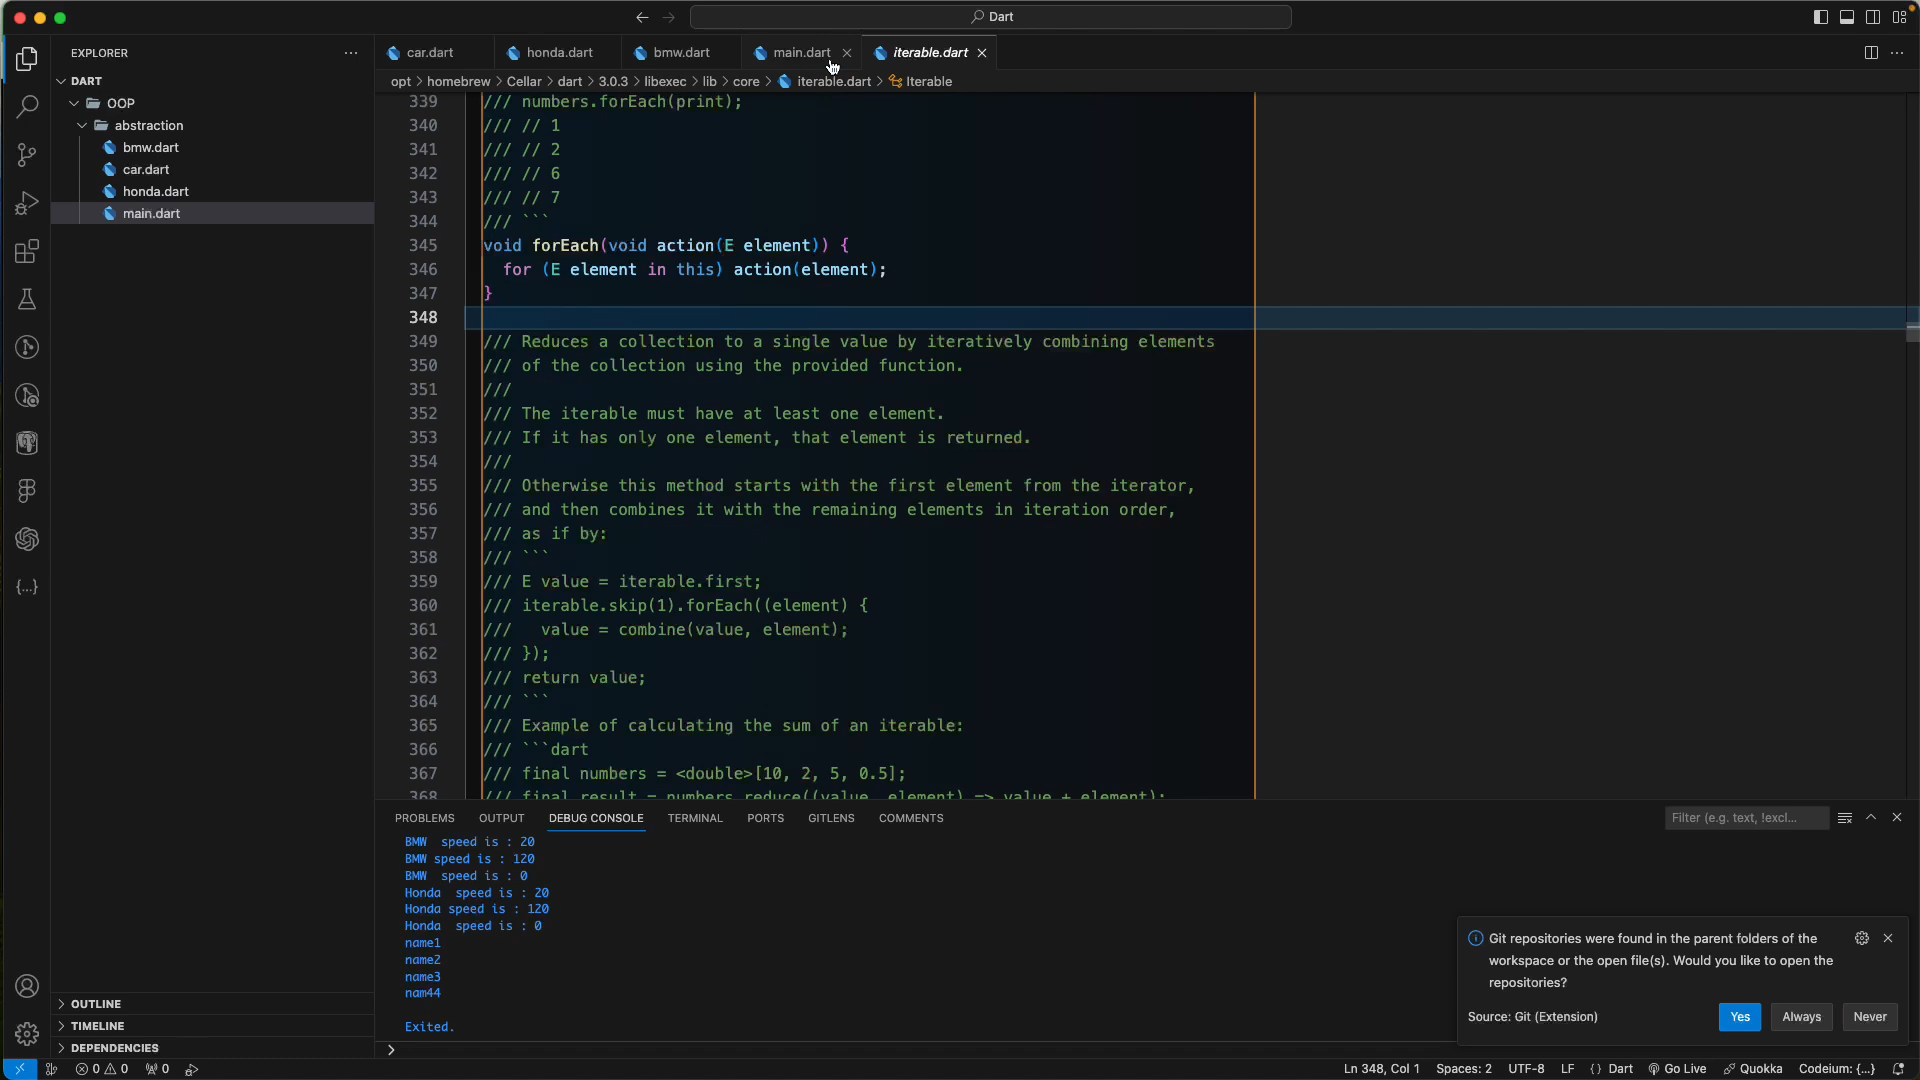 Dart
EXPLORER
DART
OOP
abstraction
bmw.dart
car.dart
honda.dart
main.dart
OUTLINE
TIMELINE
DEPENDENCIES
car.dart honda.dart bmw.dart main.dart iterable.dart
opt > homebrew > Cellar > dart > 3.0.3 > libexec > lib > core > iterable.dart > Iterable
339 /// numbers.forEach(print);
340 /// // 1
341 /// // 2
342 /// // 6
343 /// // 7
344 /// ```
345 void forEach(void action(E element)) {
346 for (E element in this) action(element);
347 }
348
349 /// Reduces a collection to a single value by iteratively combining elements
350 /// of the collection using the provided function.
351 ///
352 /// The iterable must have at least one element.
353 /// If it has only one element, that element is returned.
354 ///
355 /// Otherwise this method starts with the first element from the iterator,
356 /// and then combines it with the remaining elements in iteration order,
357 /// as if by:
358 /// ```
359 /// E value = iterable.first;
360 /// iterable.skip(1).forEach((element) {
361 ///   value = combine(value, element);
362 /// });
363 /// return value;
364 /// ```
365 /// Example of calculating the sum of an iterable:
366 /// ```dart
367 /// final numbers = <double>[10, 2, 5, 0.5];
368 /// final result = numbers.reduce((value, element) => value + element);
PROBLEMS OUTPUT DEBUG CONSOLE TERMINAL PORTS GITLENS COMMENTS
Filter (e.g. text, !excl...
BMW  speed is : 20
BMW speed is : 120
BMW  speed is : 0
Honda  speed is : 20
Honda speed is : 120
Honda  speed is : 0
name1
name2
name3
nam44
Exited.
>
Git repositories were found in the parent folders of the
workspace or the open file(s). Would you like to open the
repositories?
Source: Git (Extension)
Yes Always Never
0 0 0
Ln 348, Col 1 Spaces: 2 UTF-8 LF {} Dart Go Live Quokka Codeium: {...}